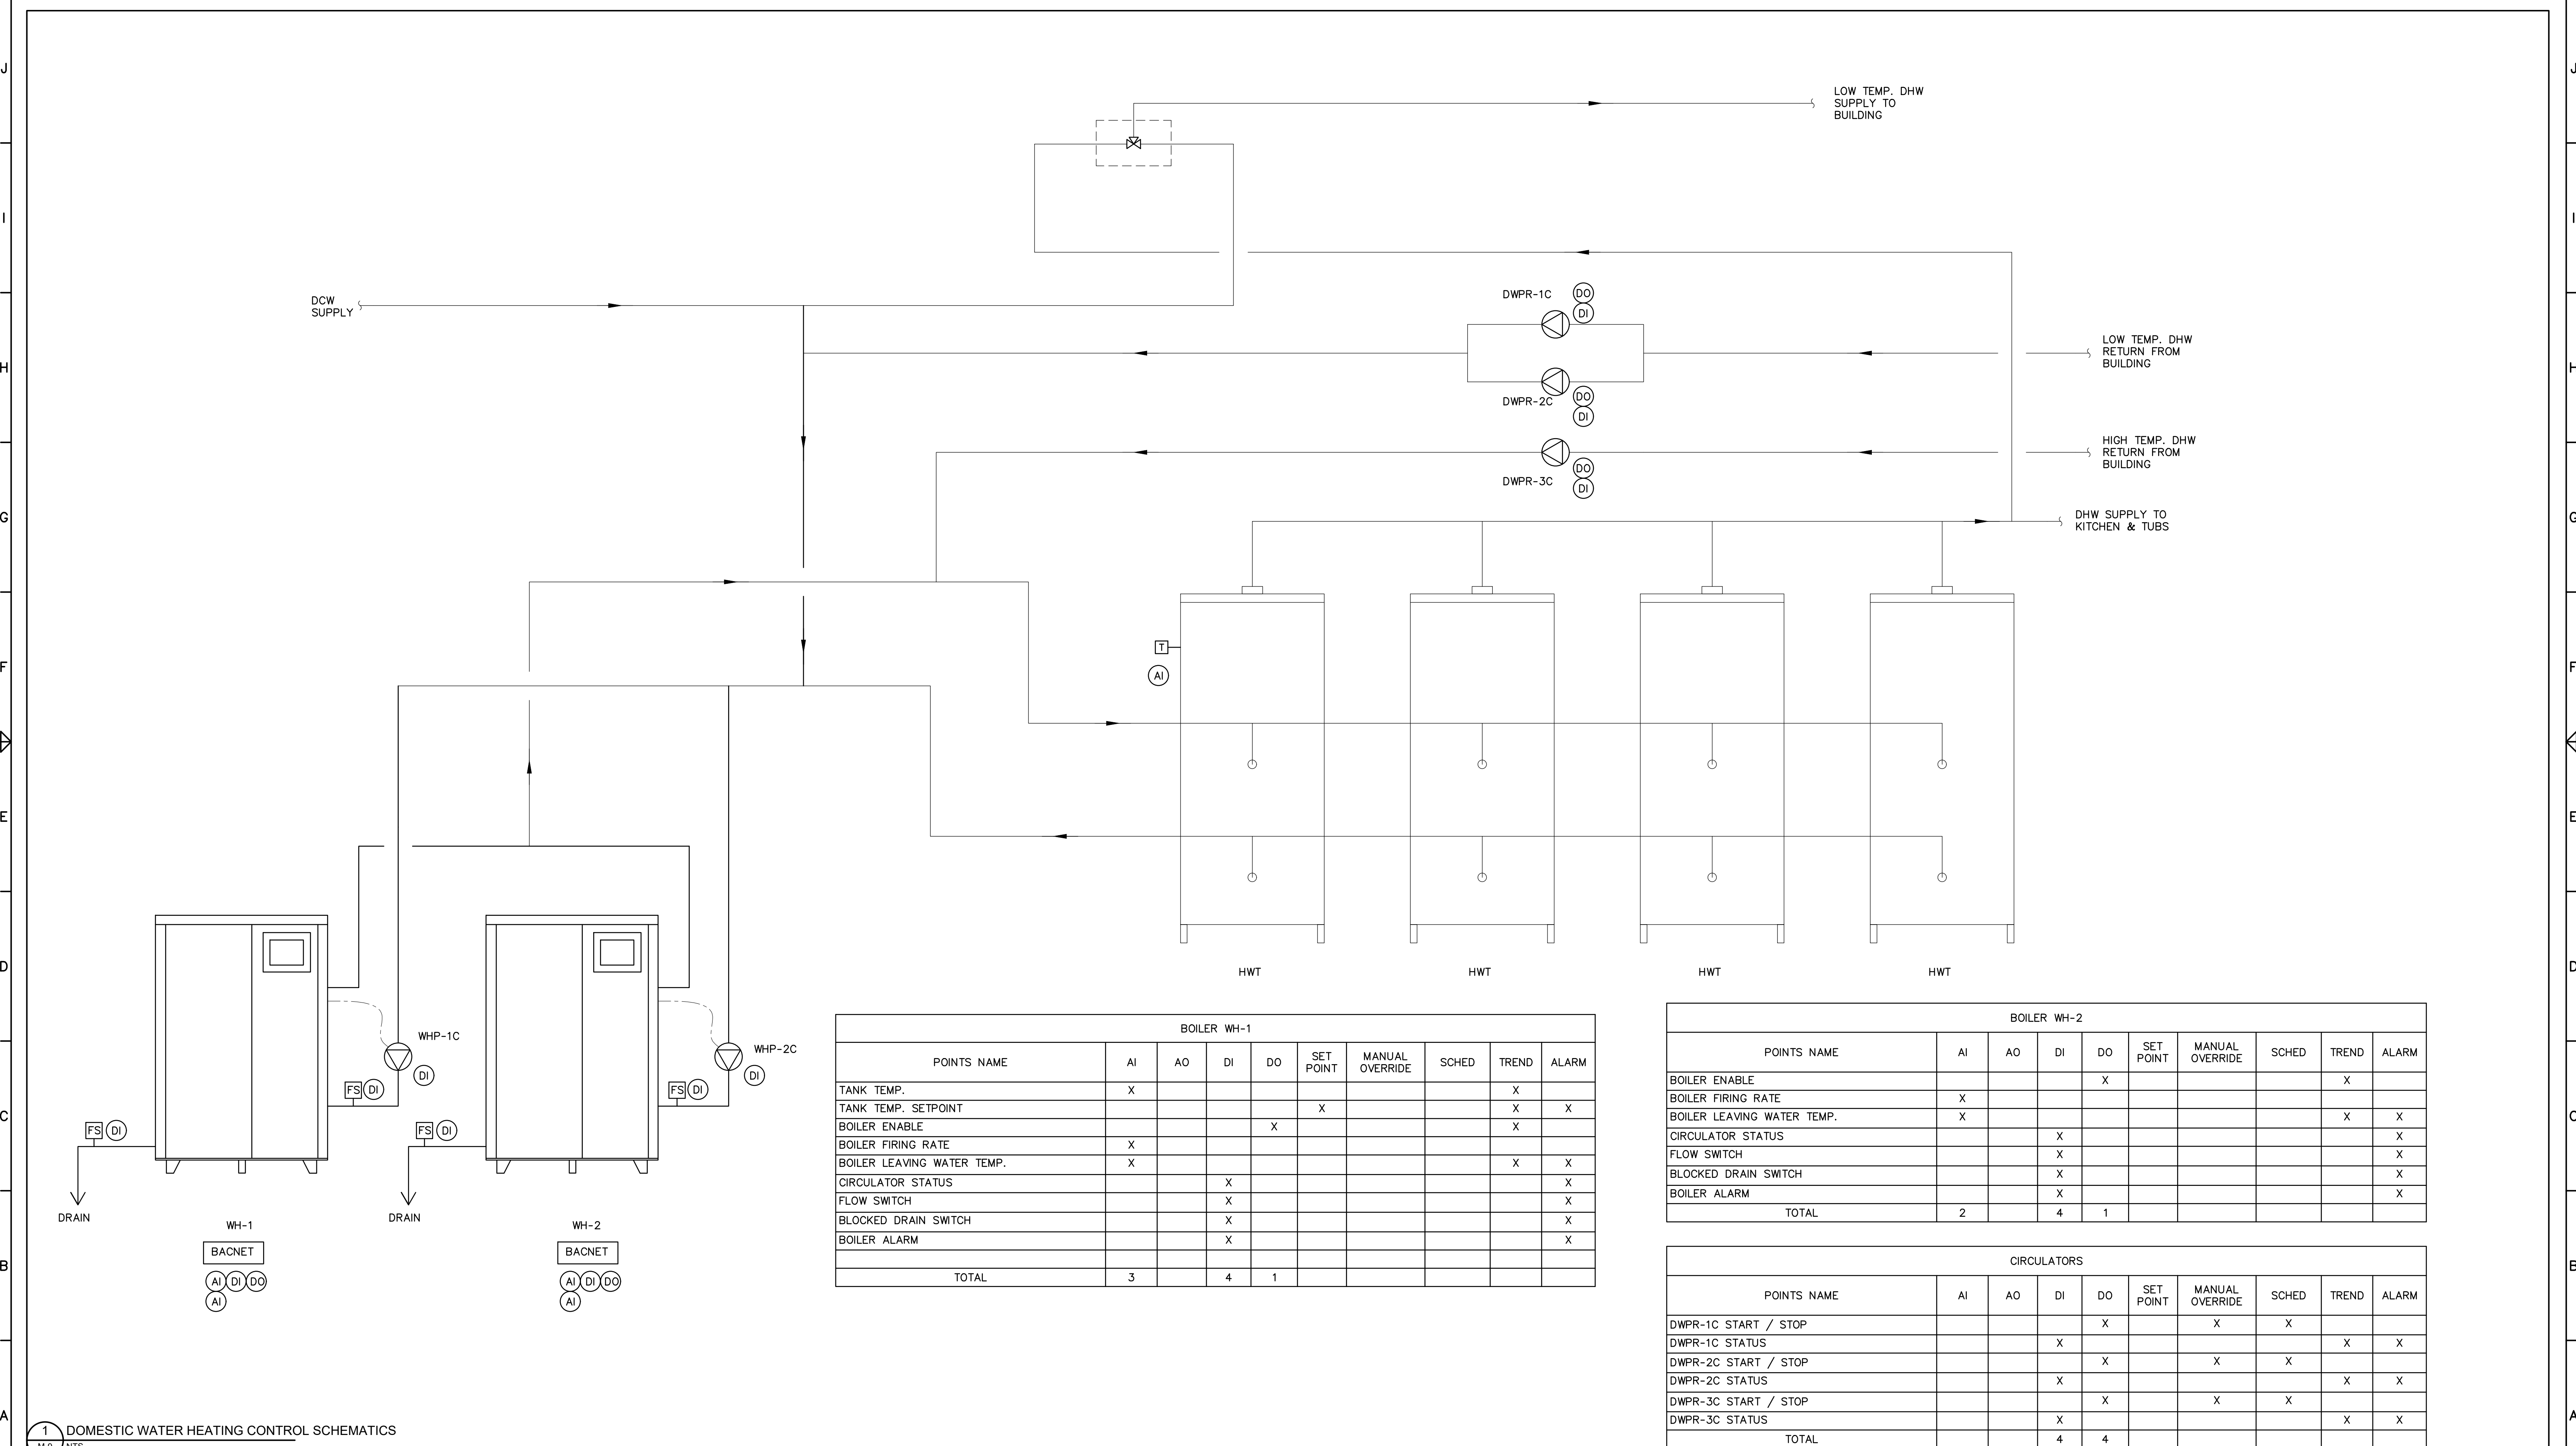 J
J
LOW TEMP. DHW
SUPPLY TO
BUILDING
I
I
DCW
SUPPLY
DWPR-1C
DO
DI
LOW TEMP. DHW
RETURN FROM
BUILDING
H
H
DWPR-2C
DO
DI
HIGH TEMP. DHW
RETURN FROM
BUILDING
DWPR-3C
DO
DI
G
G
DHW SUPPLY TO
KITCHEN & TUBS
T
AI
F
F
E
E
D
D
HWT
HWT
HWT
HWT
WHP-1C
DI
FS DI
FS DI
WHP-2C
DI
FS DI
FS DI
C
C
DRAIN
DRAIN
WH-1
BACNET
AI DI DO
AI
WH-2
BACNET
AI DI DO
AI
BOILER WH-1
POINTS NAME AI AO DI DO SET POINT MANUAL OVERRIDE SCHED TREND ALARM
TANK TEMP. X X
TANK TEMP. SETPOINT X X X
BOILER ENABLE X X
BOILER FIRING RATE X
BOILER LEAVING WATER TEMP. X X X
CIRCULATOR STATUS X X
FLOW SWITCH X X
BLOCKED DRAIN SWITCH X X
BOILER ALARM X X
TOTAL 3 4 1
BOILER WH-2
POINTS NAME AI AO DI DO SET POINT MANUAL OVERRIDE SCHED TREND ALARM
BOILER ENABLE X X
BOILER FIRING RATE X
BOILER LEAVING WATER TEMP. X X X
CIRCULATOR STATUS X X
FLOW SWITCH X X
BLOCKED DRAIN SWITCH X X
BOILER ALARM X X
TOTAL 2 4 1
B
B
CIRCULATORS
POINTS NAME AI AO DI DO SET POINT MANUAL OVERRIDE SCHED TREND ALARM
DWPR-1C START / STOP X X X
DWPR-1C STATUS X X X
DWPR-2C START / STOP X X X
DWPR-2C STATUS X X X
DWPR-3C START / STOP X X X
DWPR-3C STATUS X X X
TOTAL 4 4
A
A
1 DOMESTIC WATER HEATING CONTROL SCHEMATICS
NTS